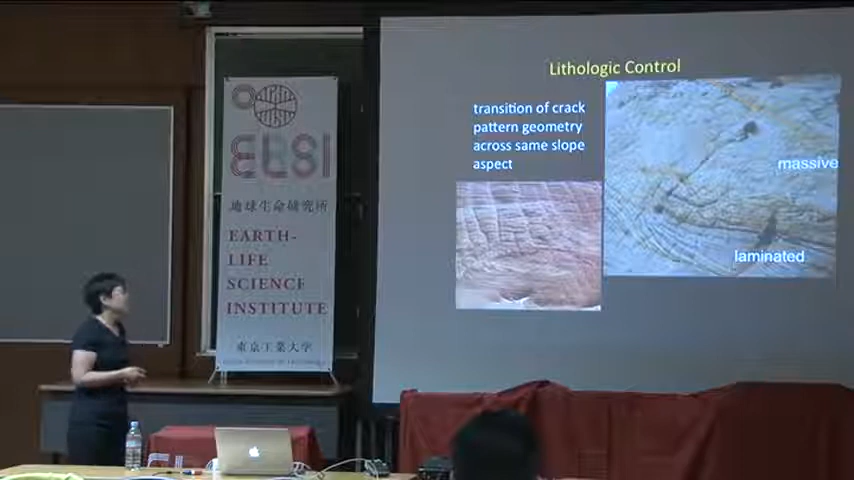 ELSI
地球生命研究所
EARTH-
LIFE
SCIENCE
INSTITUTE
東京工業大学
Lithologic Control
transition of crack
pattern geometry
across same slope
aspect
massive
laminated